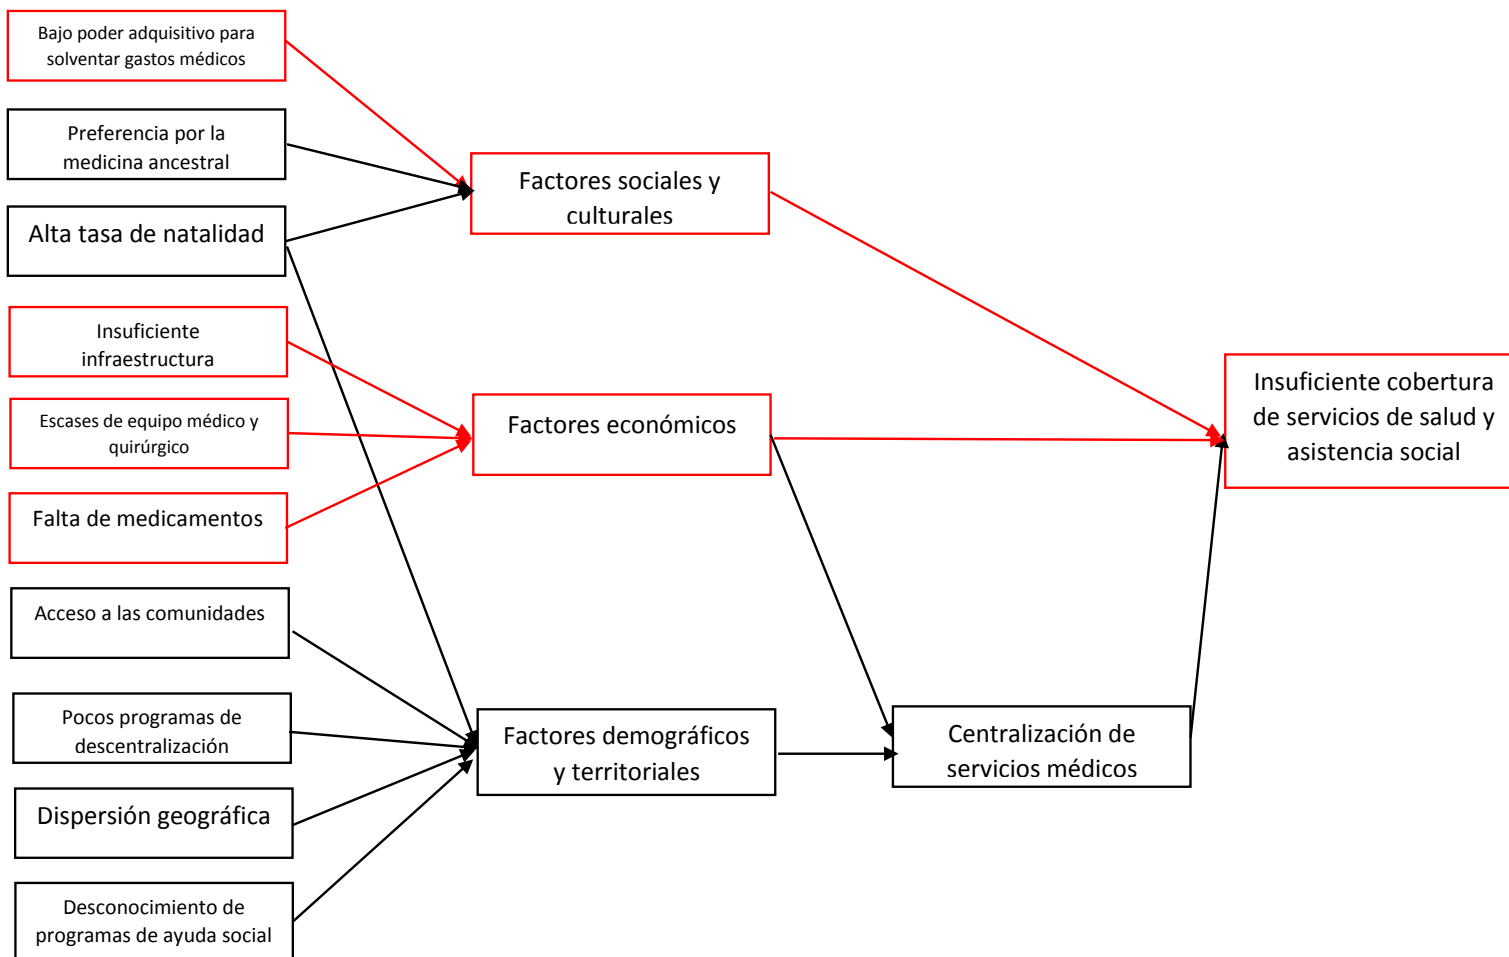 Bajo poder adquisitivo para
solventar gastos médicos
Preferencia por la
medicina ancestral
Alta tasa de natalidad
Insuficiente
infraestructura
Escases de equipo médico y
quirúrgico
Falta de medicamentos
Acceso a las comunidades
Pocos programas de
descentralización
Dispersión geográfica
Desconocimiento de
programas de ayuda social
Factores sociales y
culturales
Factores económicos
Factores demográficos
y territoriales
Centralización de
servicios médicos
Insuficiente cobertura
de servicios de salud y
asistencia social